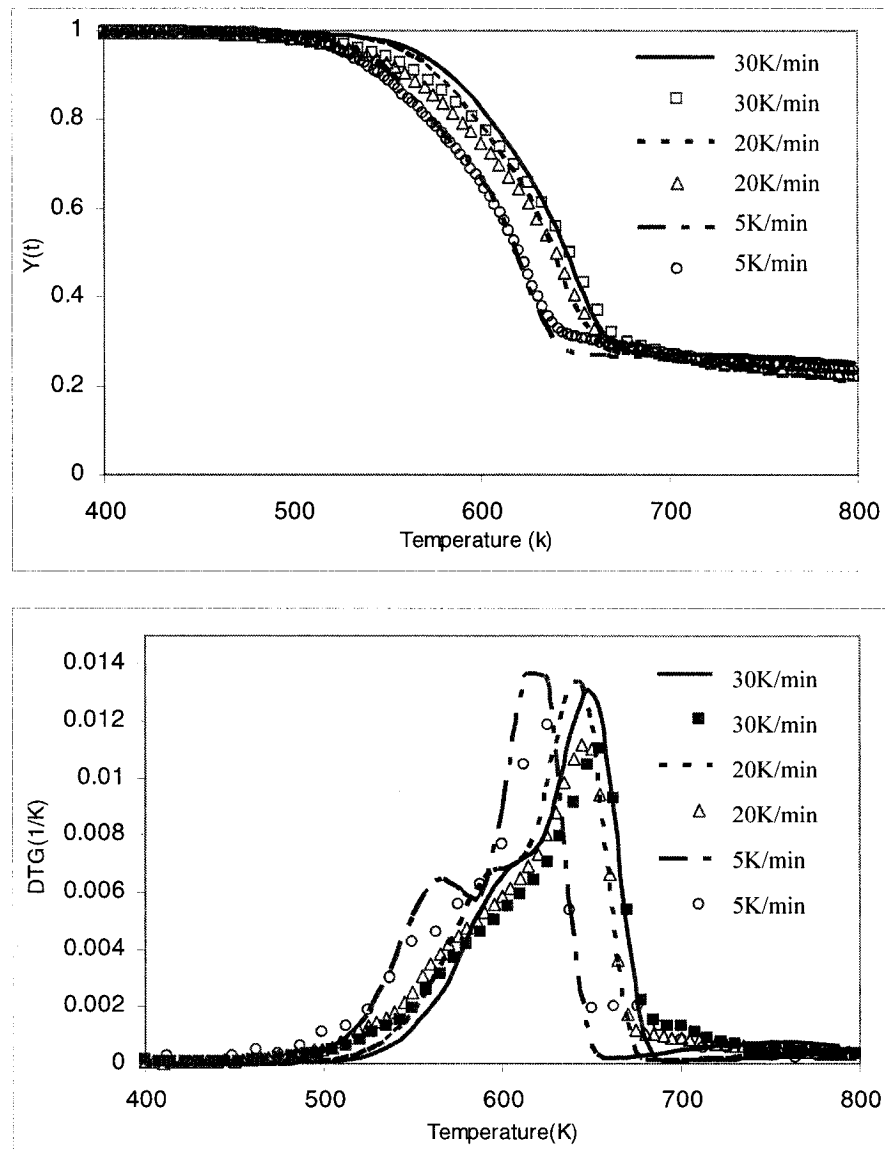 1
0.8
0.6
0.4
0.2
0
Y(t)
400
500
600
700
800
Temperature (k)
30K/min
30K/min
20K/min
20K/min
5K/min
5K/min
0.014
0.012
0.01
0.008
0.006
0.004
0.002
0
DTG(1/K)
400
500
600
700
800
Temperature(K)
30K/min
30K/min
20K/min
20K/min
5K/min
5K/min